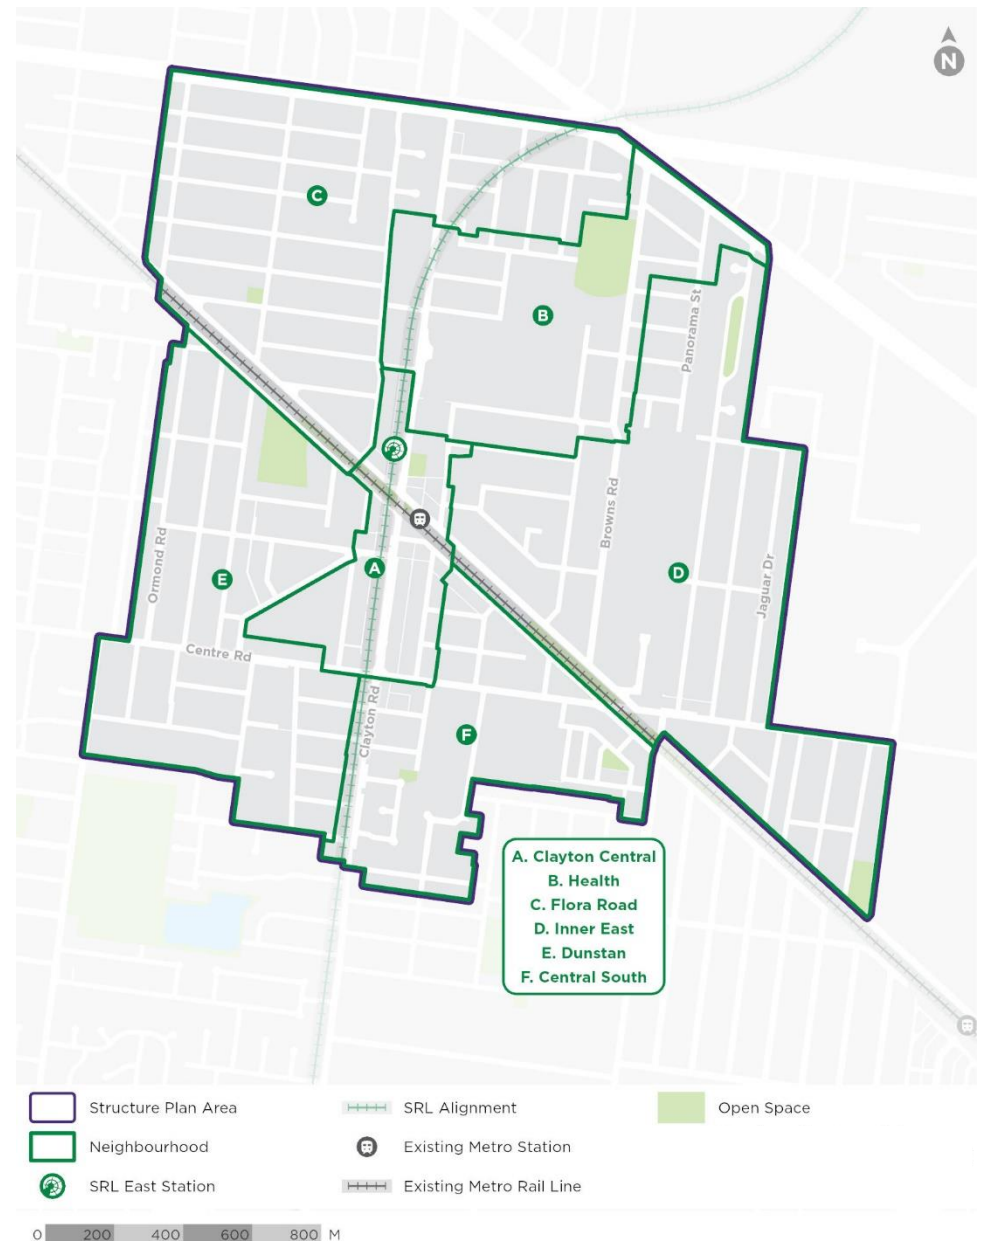 N
C
B
Panorama St
Browns Rd
Ormond Rd
A
E
D
Jaguar Dr
Centre Rd
Clayton Rd
F
A. Clayton Central
B. Health
C. Flora Road
D. Inner East
E. Dunstan
F. Central South
Structure Plan Area
SRL Alignment
Open Space
Neighbourhood
Existing Metro Station
SRL East Station
Existing Metro Rail Line
0 200 400 600 800 M